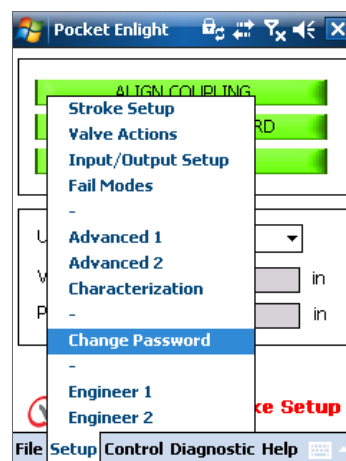 Pocket Enlight
ALIGN COUPLING
RD
Stroke Setup
Valve Actions
Input/Output Setup
Fail Modes
-
Advanced 1
Advanced 2
Characterization
-
Change Password
-
Engineer 1
Engineer 2
U
V
in
P
in
ke Setup
File Setup Control Diagnostic Help